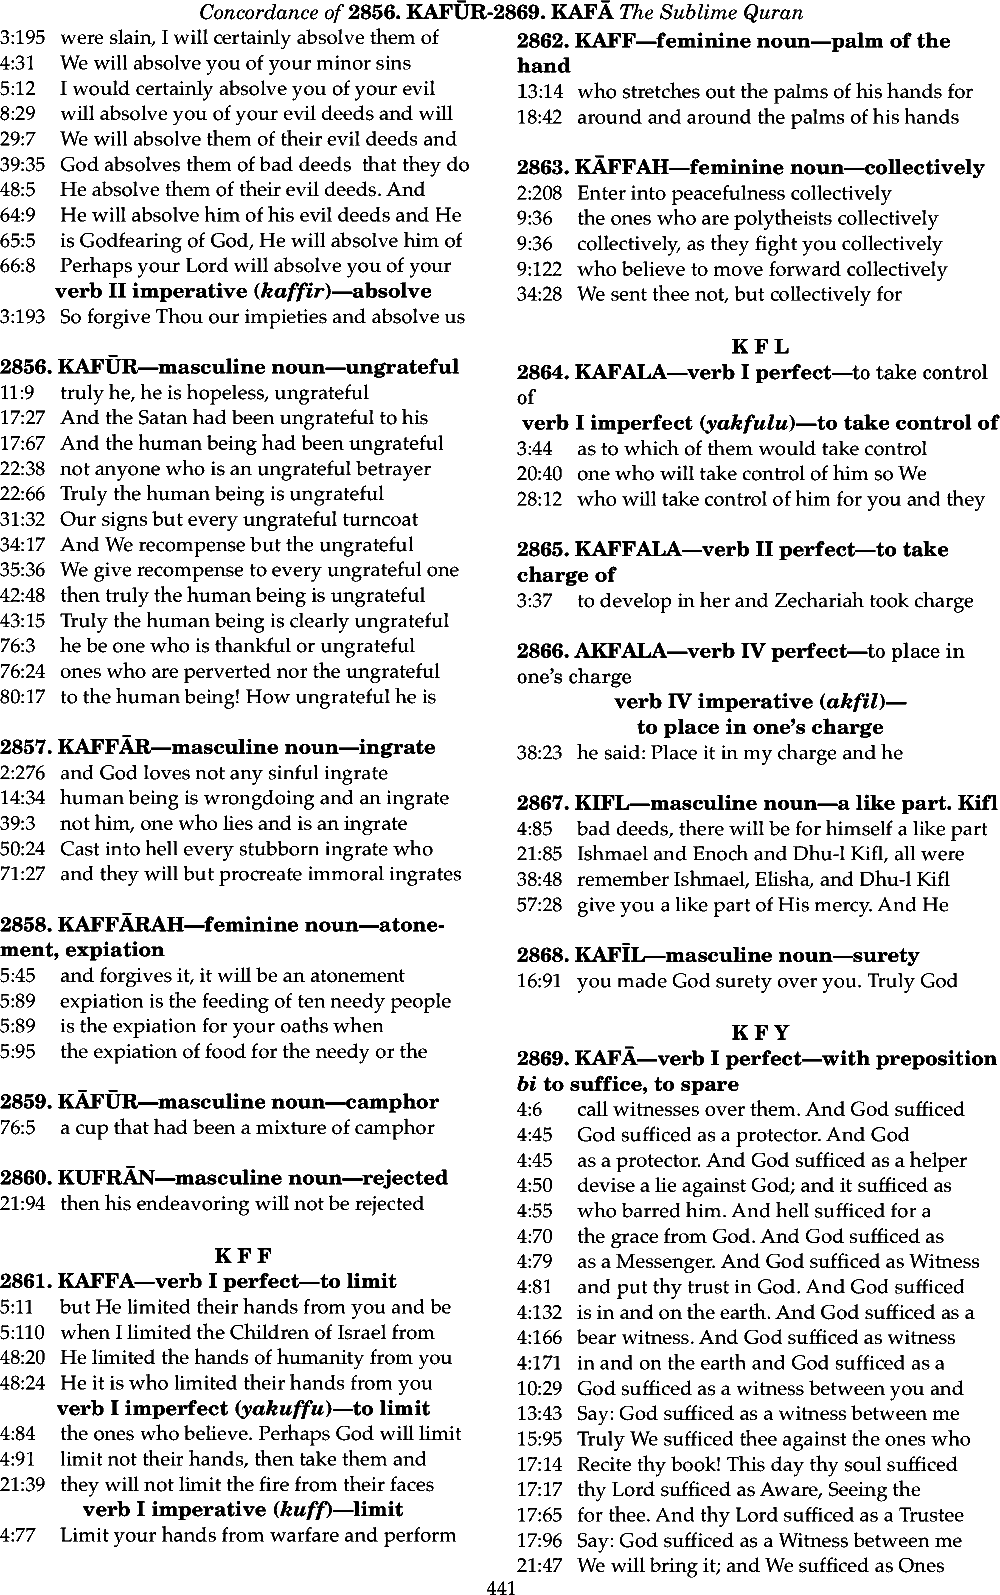 Concordance of 2856. KAFŪR-2869. KAFĀ The Sublime Quran
3:195 were slain, I will certainly absolve them of
4:31 We will absolve you of your minor sins
5:12 I would certainly absolve you of your evil
8:29 will absolve you of your evil deeds and will
29:7 We will absolve them of their evil deeds and
39:35 God absolves them of bad deeds that they do
48:5 He absolve them of their evil deeds. And
64:9 He will absolve him of his evil deeds and He
65:5 is Godfearing of God, He will absolve him of
66:8 Perhaps your Lord will absolve you of your
verb II imperative (kaffir)—absolve
3:193 So forgive Thou our impieties and absolve us
2856. KAFŪR—masculine noun—ungrateful
11:9 truly he, he is hopeless, ungrateful
17:27 And the Satan had been ungrateful to his
17:67 And the human being had been ungrateful
22:38 not anyone who is an ungrateful betrayer
22:66 Truly the human being is ungrateful
31:32 Our signs but every ungrateful turncoat
34:17 And We recompense but the ungrateful
35:36 We give recompense to every ungrateful one
42:48 then truly the human being is ungrateful
43:15 Truly the human being is clearly ungrateful
76:3 he be one who is thankful or ungrateful
76:24 ones who are perverted nor the ungrateful
80:17 to the human being! How ungrateful he is
2857. KAFFĀR—masculine noun—ingrate
2:276 and God loves not any sinful ingrate
14:34 human being is wrongdoing and an ingrate
39:3 not him, one who lies and is an ingrate
50:24 Cast into hell every stubborn ingrate who
71:27 and they will but procreate immoral ingrates
2858. KAFFĀRAH—feminine noun—atone-
ment, expiation
5:45 and forgives it, it will be an atonement
5:89 expiation is the feeding of ten needy people
5:89 is the expiation for your oaths when
5:95 the expiation of food for the needy or the
2859. KĀFŪR—masculine noun—camphor
76:5 a cup that had been a mixture of camphor
2860. KUFRĀN—masculine noun—rejected
21:94 then his endeavoring will not be rejected
K F F
2861. KAFFA—verb I perfect—to limit
5:11 but He limited their hands from you and be
5:110 when I limited the Children of Israel from
48:20 He limited the hands of humanity from you
48:24 He it is who limited their hands from you
verb I imperfect (yakuffu)—to limit
4:84 the ones who believe. Perhaps God will limit
4:91 limit not their hands, then take them and
21:39 they will not limit the fire from their faces
verb I imperative (kuff)—limit
4:77 Limit your hands from warfare and perform
2862. KAFF—feminine noun—palm of the
hand
13:14 who stretches out the palms of his hands for
18:42 around and around the palms of his hands
2863. KĀFFAH—feminine noun—collectively
2:208 Enter into peacefulness collectively
9:36 the ones who are polytheists collectively
9:36 collectively, as they fight you collectively
9:122 who believe to move forward collectively
34:28 We sent thee not, but collectively for
K F L
2864. KAFALA—verb I perfect—to take control
of
verb I imperfect (yakfulu)—to take control of
3:44 as to which of them would take control
20:40 one who will take control of him so We
28:12 who will take control of him for you and they
2865. KAFFALA—verb II perfect—to take
charge of
3:37 to develop in her and Zechariah took charge
2866. AKFALA—verb IV perfect—to place in
one's charge
verb IV imperative (akfil)—
to place in one's charge
38:23 he said: Place it in my charge and he
2867. KIFL—masculine noun—a like part. Kifl
4:85 bad deeds, there will be for himself a like part
21:85 Ishmael and Enoch and Dhu-l Kifl, all were
38:48 remember Ishmael, Elisha, and Dhu-l Kifl
57:28 give you a like part of His mercy. And He
2868. KAFĪL—masculine noun—surety
16:91 you made God surety over you. Truly God
K F Y
2869. KAFĀ—verb I perfect—with preposition
bi to suffice, to spare
4:6 call witnesses over them. And God sufficed
4:45 God sufficed as a protector. And God
4:45 as a protector. And God sufficed as a helper
4:50 devise a lie against God; and it sufficed as
4:55 who barred him. And hell sufficed for a
4:70 the grace from God. And God sufficed as
4:79 as a Messenger. And God sufficed as Witness
4:81 and put thy trust in God. And God sufficed
4:132 is in and on the earth. And God sufficed as a
4:166 bear witness. And God sufficed as witness
4:171 in and on the earth and God sufficed as a
10:29 God sufficed as a witness between you and
13:43 Say: God sufficed as a witness between me
15:95 Truly We sufficed thee against the ones who
17:14 Recite thy book! This day thy soul sufficed
17:17 thy Lord sufficed as Aware, Seeing the
17:65 for thee. And thy Lord sufficed as a Trustee
17:96 Say: God sufficed as a Witness between me
21:47 We will bring it; and We sufficed as Ones
441